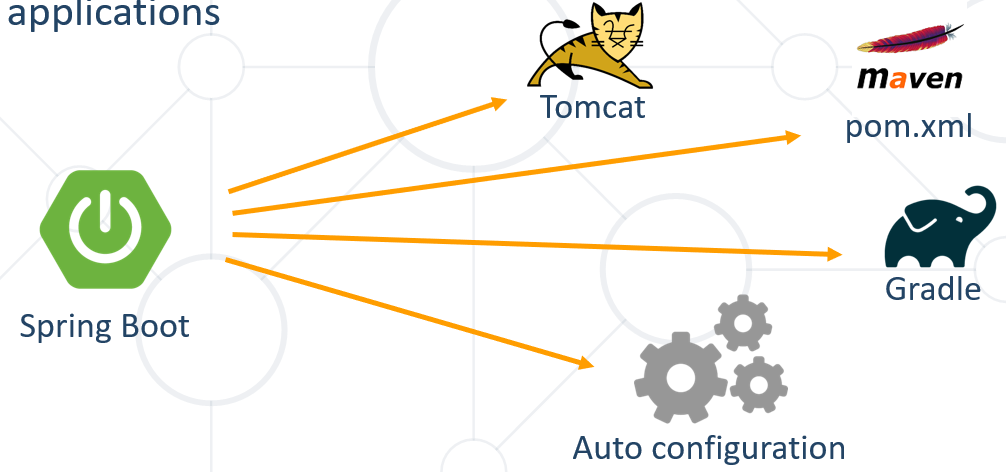 applications
Tomcat
maven
pom.xml
Gradle
Spring Boot
Auto configuration